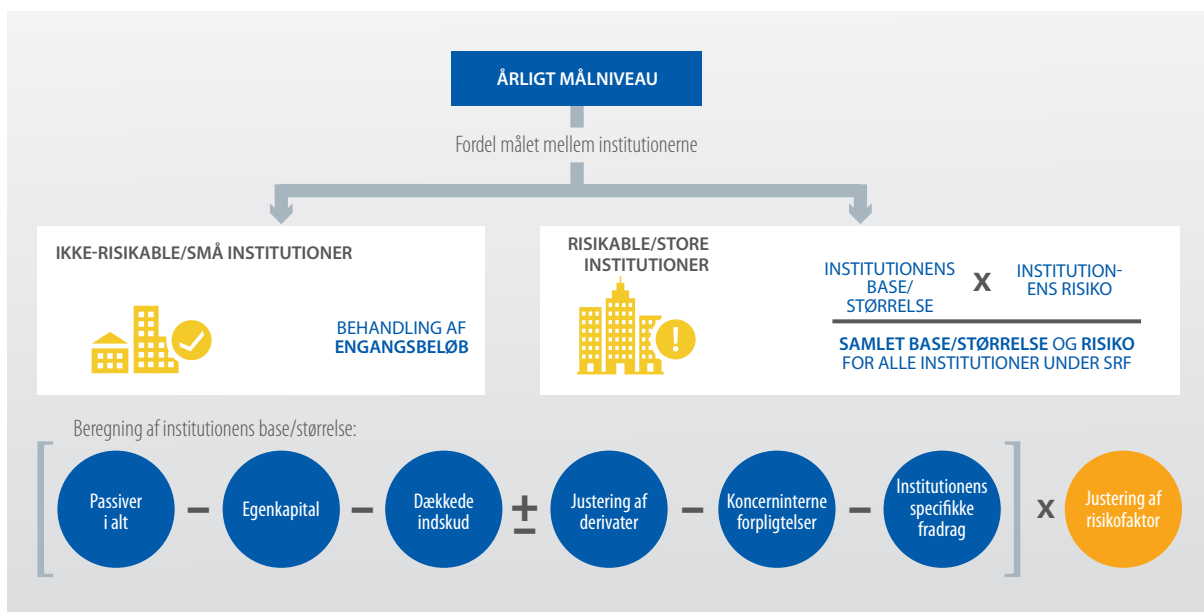 ÅRLIGT MÅLNIVEAU
Fordel målet mellem institutionerne
IKKE-RISIKABLE/SMÅ INSTITUTIONER
BEHANDLING AF
ENGANGSBELØB
RISIKABLE/STORE
INSTITUTIONER
INSTITUTIONENS
BASE/
STØRRELSE
X
INSTITUTION-
ENS RISIKO
SAMLET BASE/STØRRELSE OG RISIKO
FOR ALLE INSTITUTIONER UNDER SRF
Beregning af institutionens base/størrelse:
[
Passiver
i alt
–
Egenkapital
–
Dækkede
indskud
±
Justering af
derivater
–
Koncerninterne
forpligtelser
–
Institutionens
specifikke
fradrag
]
x
Justering af
risikofaktor